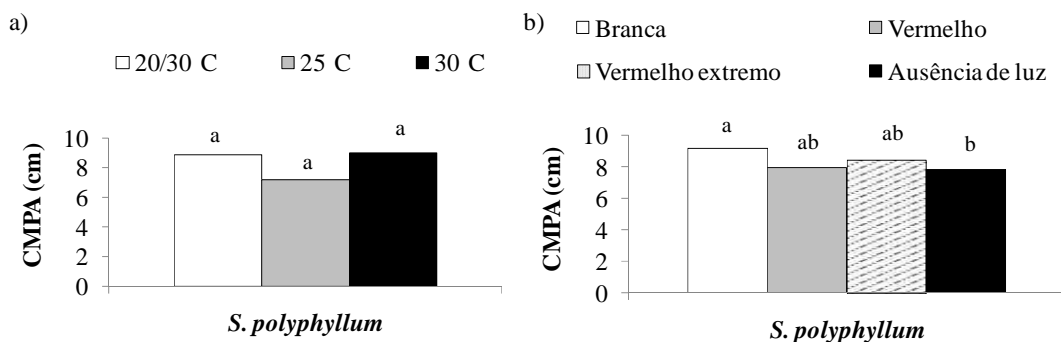 a)
20/30 C 25 C 30 C
CMPA (cm)
10
8
6
4
2
0
a a a
S. polyphyllum
b)
Branca Vermelho
Vermelho extremo Ausência de luz
CMPA (cm)
10
8
6
4
2
0
a ab ab b
S. polyphyllum